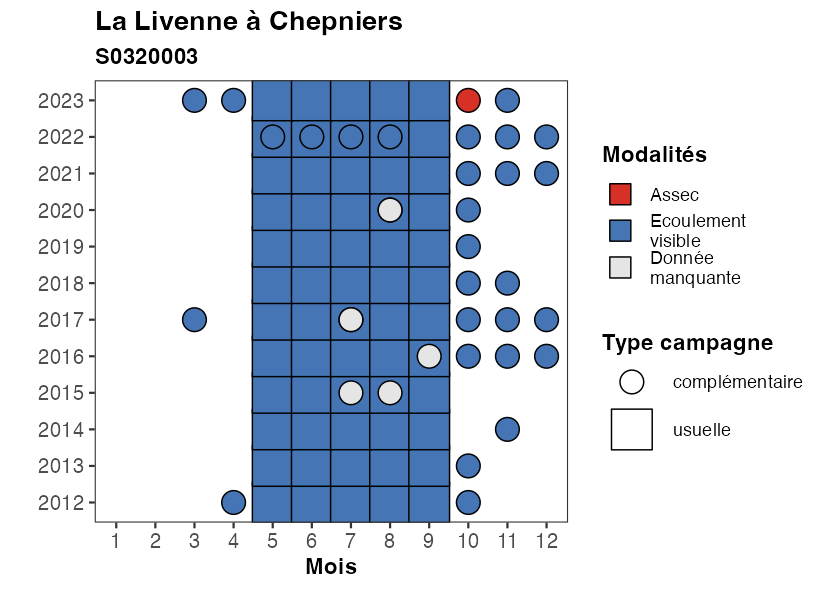 La Livenne à Chepniers
S0320003
2023
2022
2021
2020
2019
2018
2017
2016
2015
2014
2013
2012
1 2 3 4 5 6 7 8 9 10 11 12
Mois
Modalités
Assec
Ecoulement
visible
Donnée
manquante
Type campagne
complémentaire
usuelle